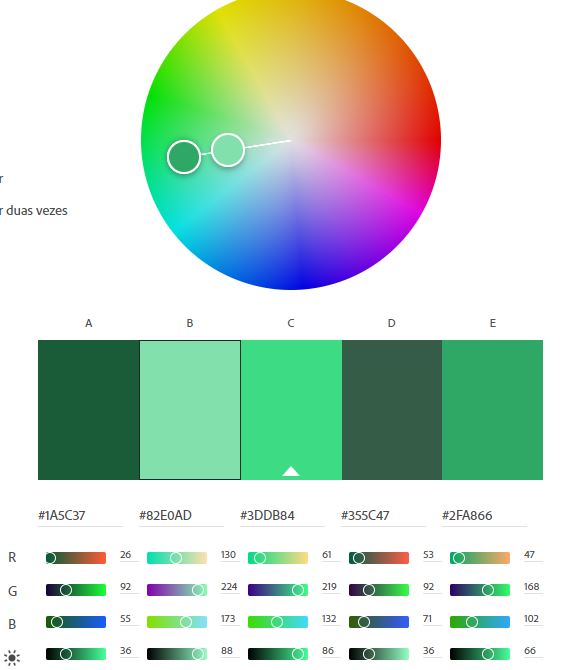 r
r duas vezes
A B C D E
#1A5C37 #82E0AD #3DDB84 #355C47 #2FA866
R 26 130 61 53 47
G 92 224 219 92 168
B 55 173 132 71 102
36 88 86 36 66